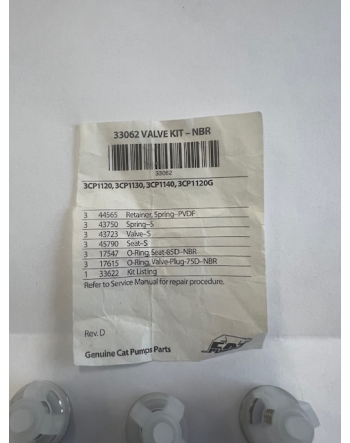 33062 VALVE KIT – NBR
33062
3CP1120, 3CP1130, 3CP1140, 3CP1120G
3 44565 Retainer, Spring–PVDF
3 43750 Spring–S
3 43723 Valve–S
3 45790 Seat–S
3 17547 O-Ring, Seat-85D–NBR
3 17615 O-Ring, Valve-Plug-75D–NBR
1 33622 Kit Listing
Refer to Service Manual for repair procedure.
Rev. D
Genuine Cat Pumps Parts
CAT
PUMPS